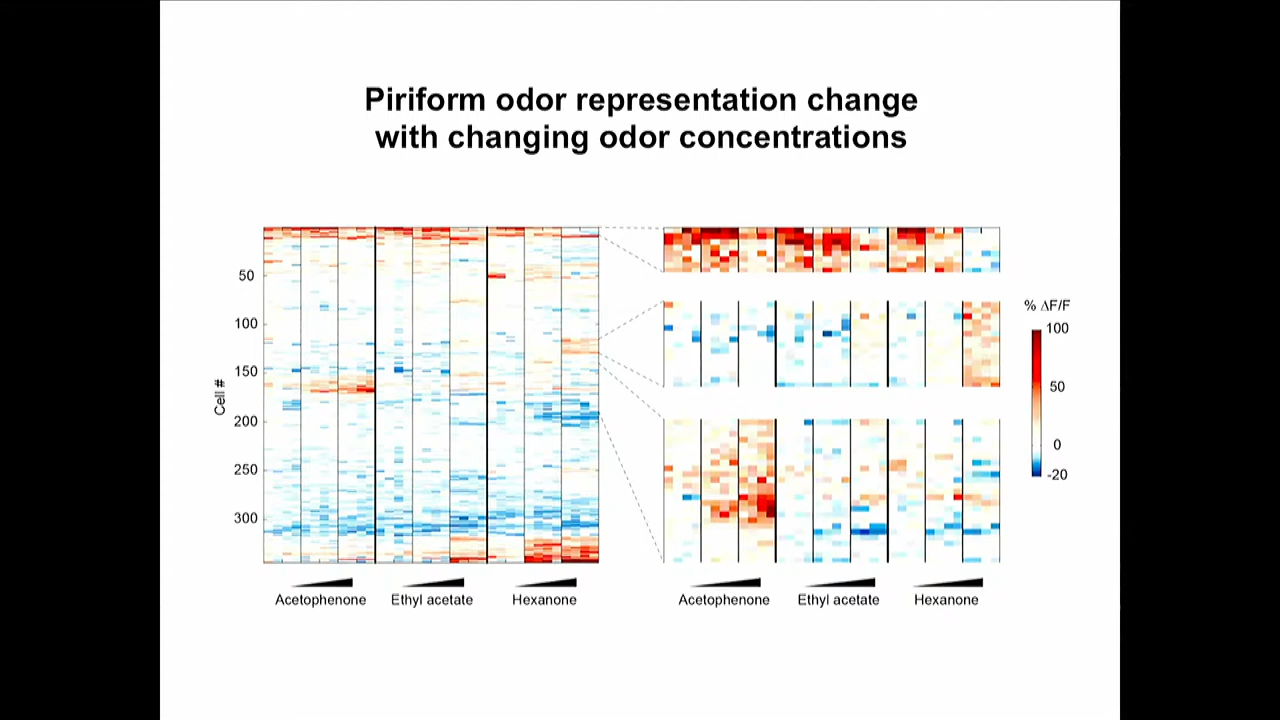 Piriform odor representation change
with changing odor concentrations
Cell #
50
100
150
200
250
300
% ΔF/F
100
50
0
-20
Acetophenone
Ethyl acetate
Hexanone
Acetophenone
Ethyl acetate
Hexanone